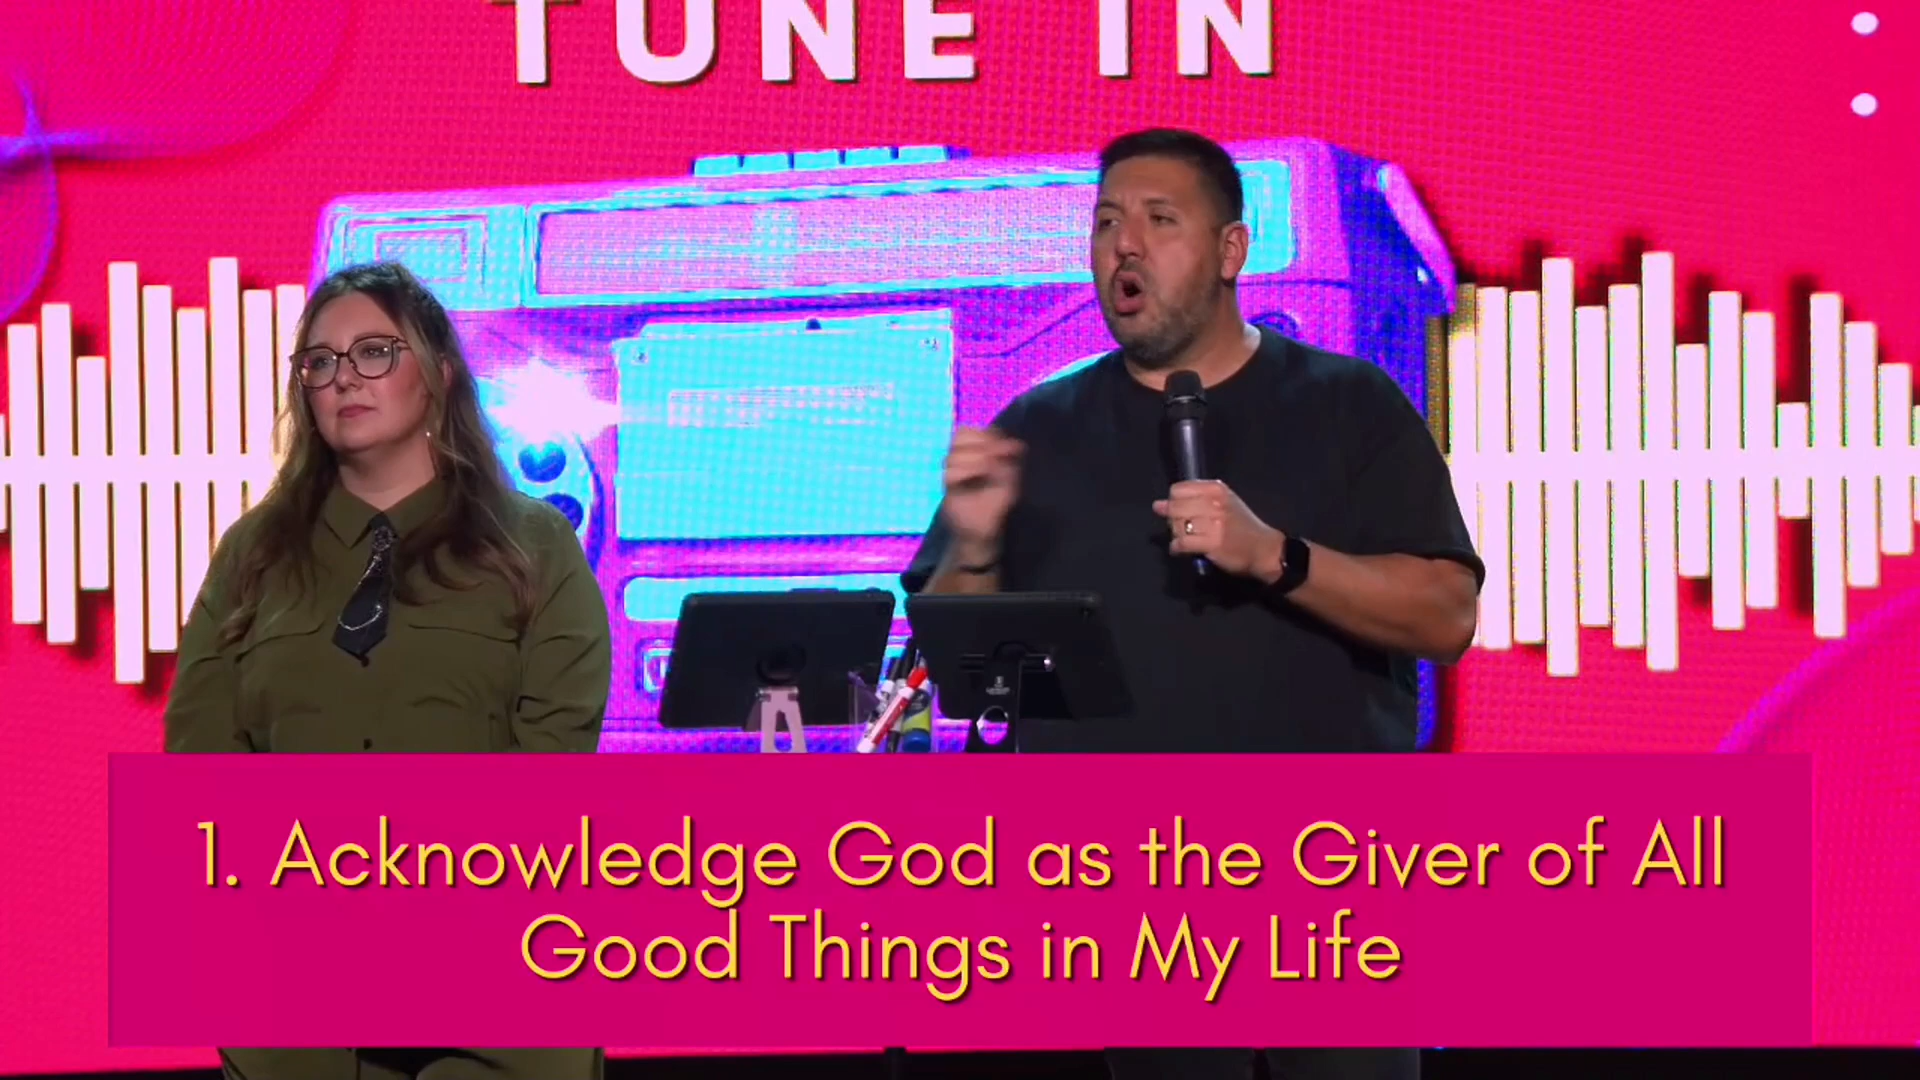 TUNE IN
1. Acknowledge God as the Giver of All
Good Things in My Life